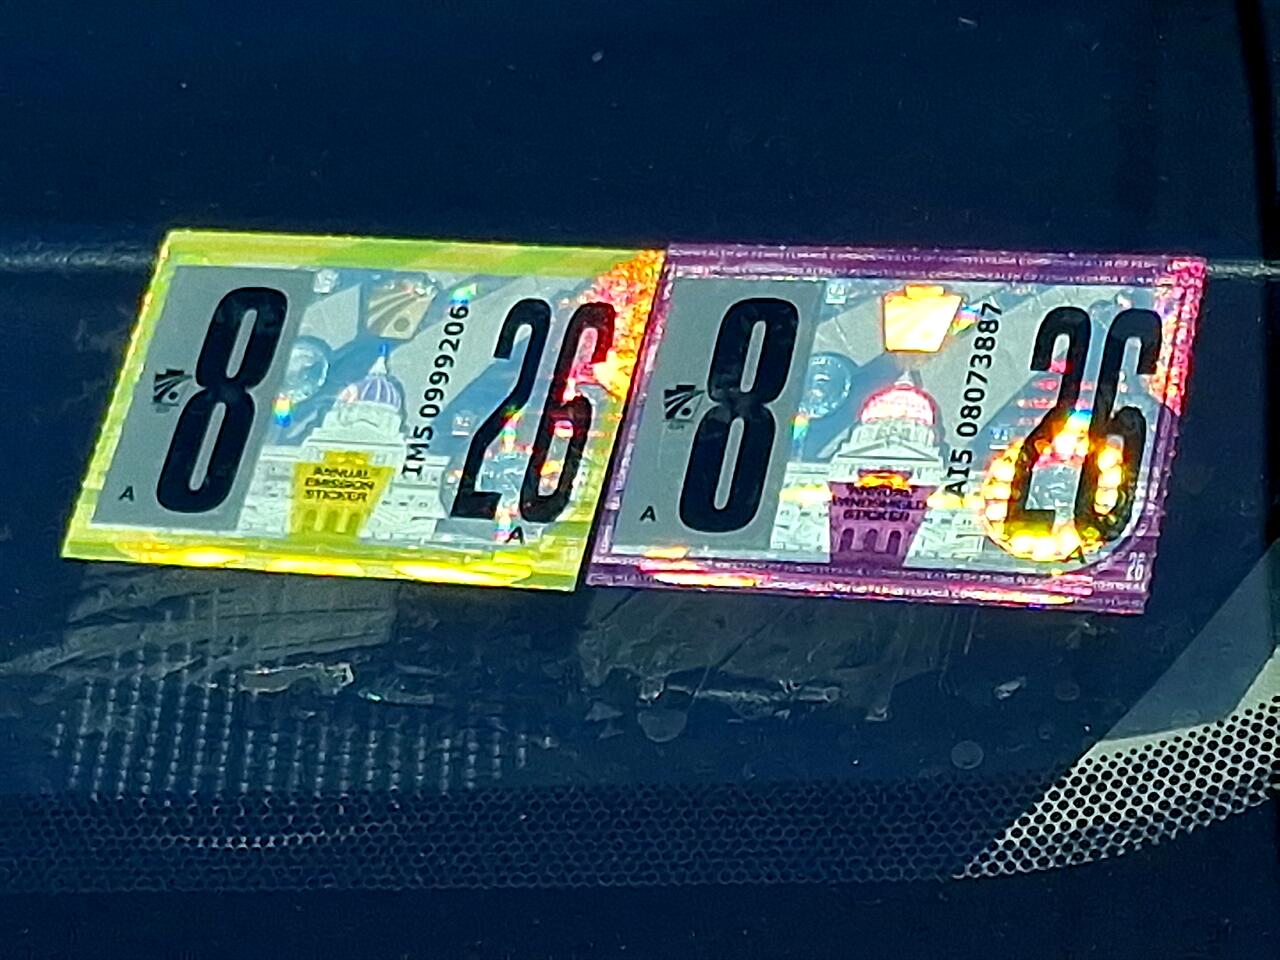 8
26
IM5 0999206
ANNUAL
EMISSION
STICKER
A
A
8
26
AI5 08073887
ANNUAL
WINDSHIELD
STICKER
A
A
26